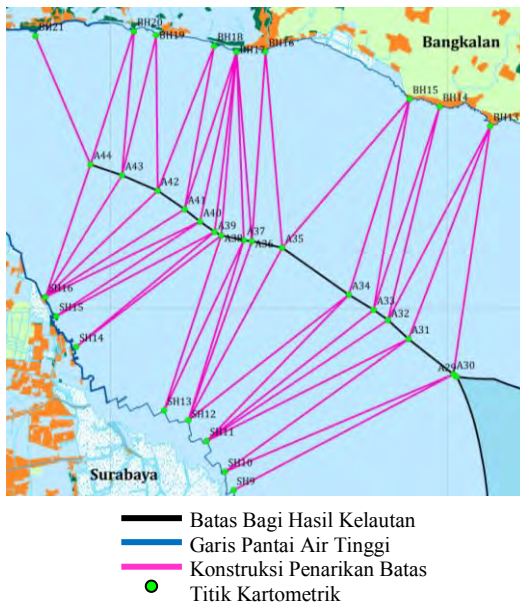 BH21
BH20
BH19
BH18
BH17
BH16
Bangkalan
BH15
BH14
BH13
A44
A43
A42
A41
A40
A39
A38
A37
A36
A35
A34
A33
A32
A31
A29
A30
SH16
SH15
SH14
SH13
SH12
SH11
SH10
SH9
Surabaya
Batas Bagi Hasil Kelautan
Garis Pantai Air Tinggi
Konstruksi Penarikan Batas
Titik Kartometrik